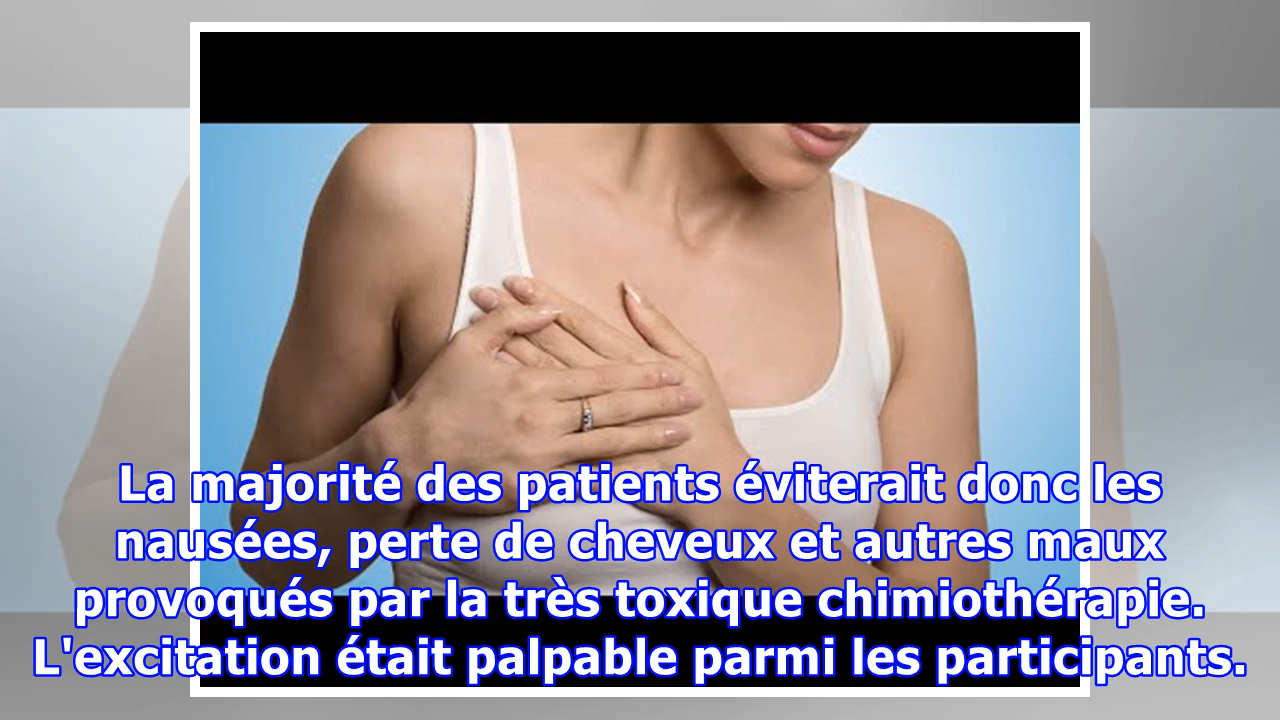 La majorité des patients éviterait donc les
nausées, perte de cheveux et autres maux
provoqués par la très toxique chimiothérapie.
L'excitation était palpable parmi les participants.